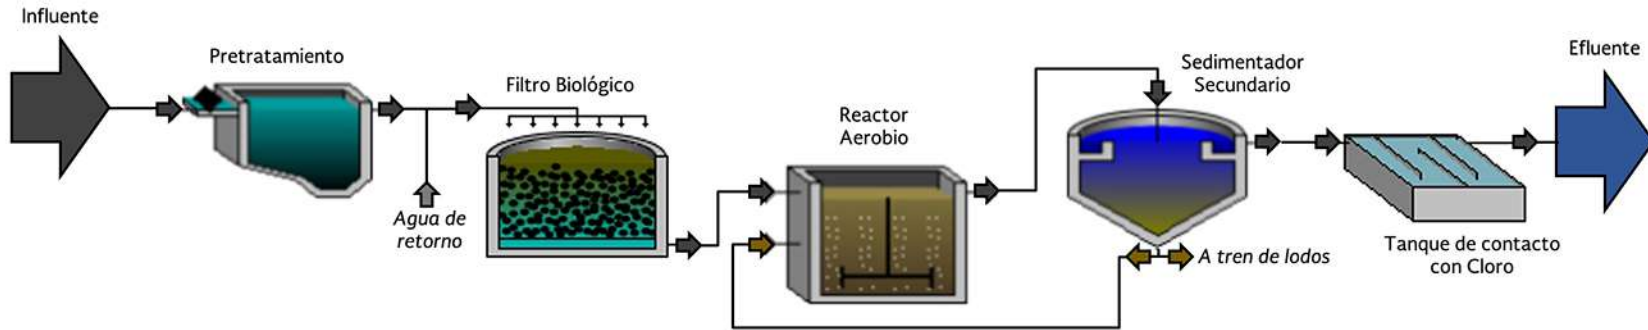 Influente
Pretratamiento
Agua de
retorno
Filtro Biológico
Reactor
Aerobio
Sedimentador
Secundario
A tren de lodos
Tanque de contacto
con Cloro
Efluente